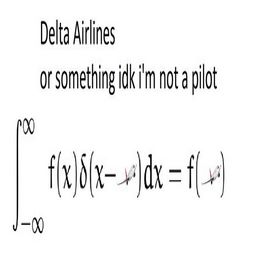 Delta Airlines
or something idk i'm not a pilot
∞
∫ f(x)δ(x− )dx = f( )
−∞